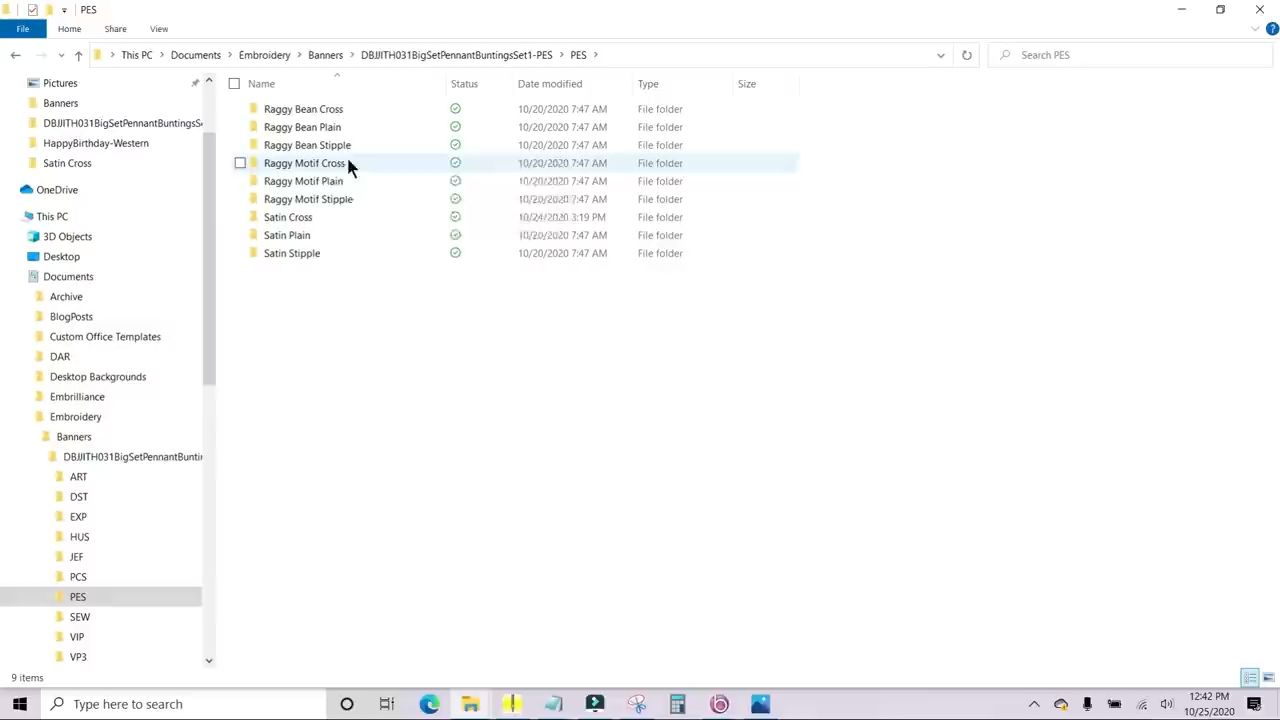 PES
File Home Share View
This PC Documents Embroidery Banners DBJJITH031BigSetPennantBuntingsSet1-PES PES
Search PES
Name Status Date modified Type Size
Pictures
Banners
DBJJITH031BigSetPennantBuntingsS
HappyBirthday-Western
Satin Cross
OneDrive
This PC
3D Objects
Desktop
Documents
Archive
BlogPosts
Custom Office Templates
DAR
Desktop Backgrounds
Embrilliance
Embroidery
Banners
DBJJITH031BigSetPennantBunti
ART
DST
EXP
HUS
JEF
PCS
PES
SEW
VIP
VP3
Raggy Bean Cross 10/20/2020 7:47 AM File folder
Raggy Bean Plain 10/20/2020 7:47 AM File folder
Raggy Bean Stipple 10/20/2020 7:47 AM File folder
Raggy Motif Cross 10/20/2020 7:47 AM File folder
Raggy Motif Plain 10/20/2020 7:47 AM File folder
Raggy Motif Stipple 10/20/2020 7:47 AM File folder
Satin Cross 10/24/2020 3:19 PM File folder
Satin Plain 10/20/2020 7:47 AM File folder
Satin Stipple 10/20/2020 7:47 AM File folder
9 items
Type here to search
12:42 PM
10/25/2020